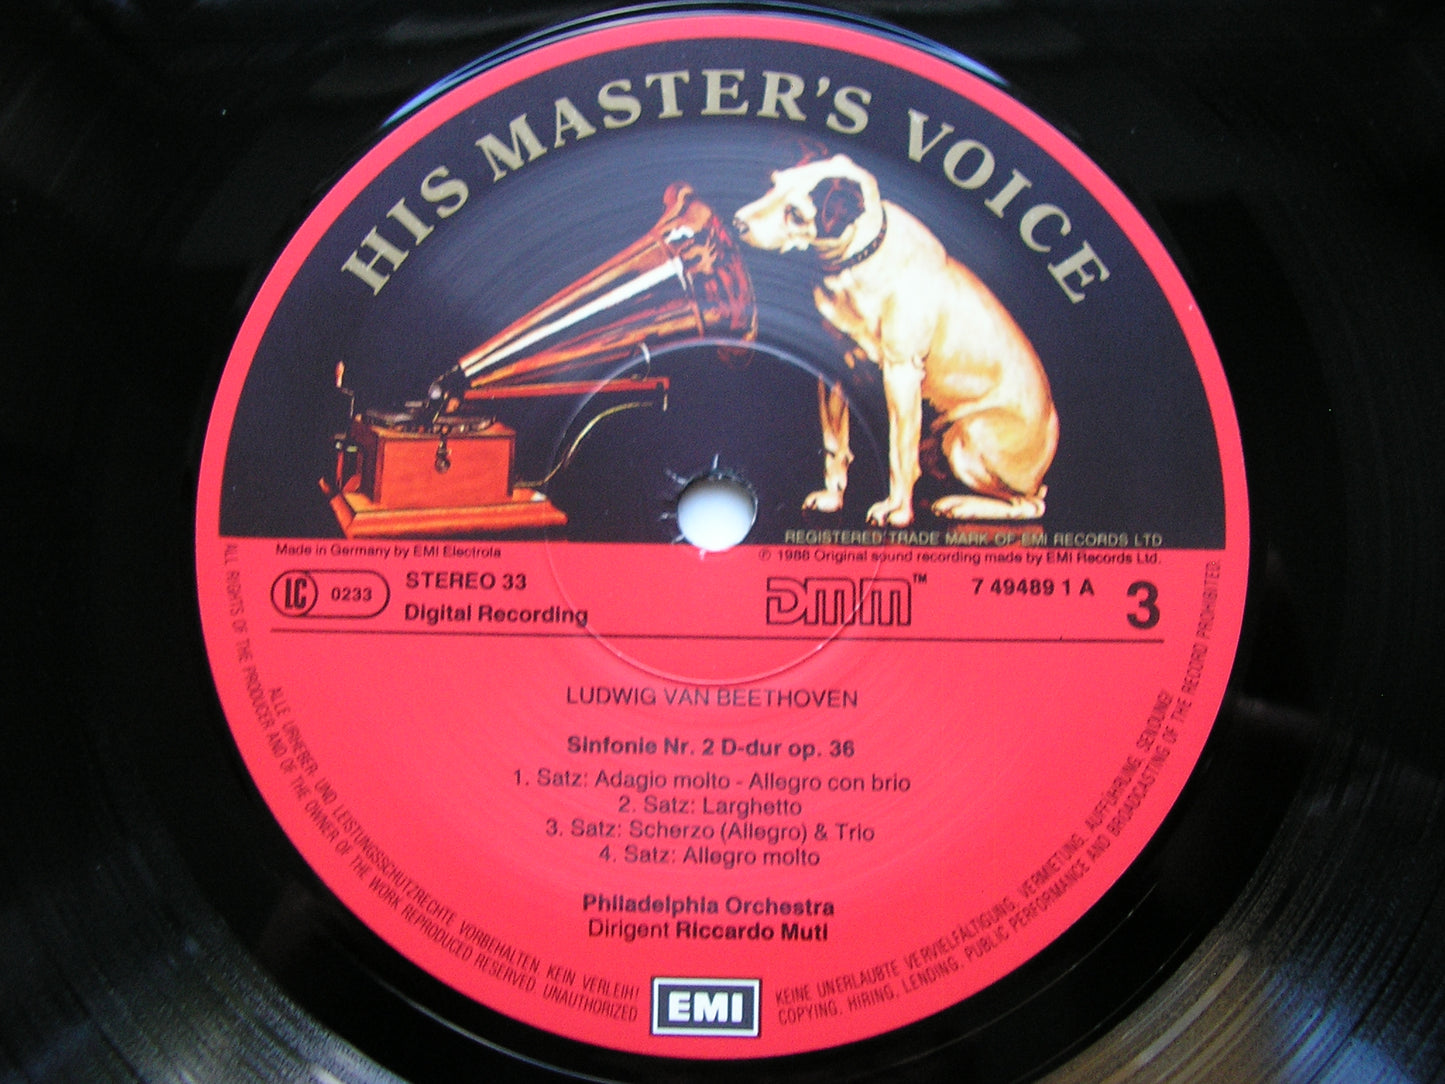 HIS MASTER'S VOICE
REGISTERED TRADE MARK OF EMI RECORDS LTD
Made in Germany by EMI Electrola
℗ 1988 Original sound recording made by EMI Records Ltd.
LC 0233
STEREO 33
Digital Recording
DMM™
7 49489 1 A
3
LUDWIG VAN BEETHOVEN
Sinfonie Nr. 2 D-dur op. 36
1. Satz: Adagio molto - Allegro con brio
2. Satz: Larghetto
3. Satz: Scherzo (Allegro) & Trio
4. Satz: Allegro molto
Philadelphia Orchestra
Dirigent Riccardo Muti
EMI
ALLE URHEBER- UND LEISTUNGSSCHUTZRECHTE VORBEHALTEN KEIN VERLEIH!
KEINE UNERLAUBTE VERVIELFÄLTIGUNG, VERMIETUNG, AUFFÜHRUNG, SENDUNG!
ALL RIGHTS OF THE PRODUCER AND OF THE OWNER OF THE WORK REPRODUCED RESERVED. UNAUTHORIZED
COPYING, HIRING, LENDING, PUBLIC PERFORMANCE AND BROADCASTING OF THE RECORD PROHIBITED.